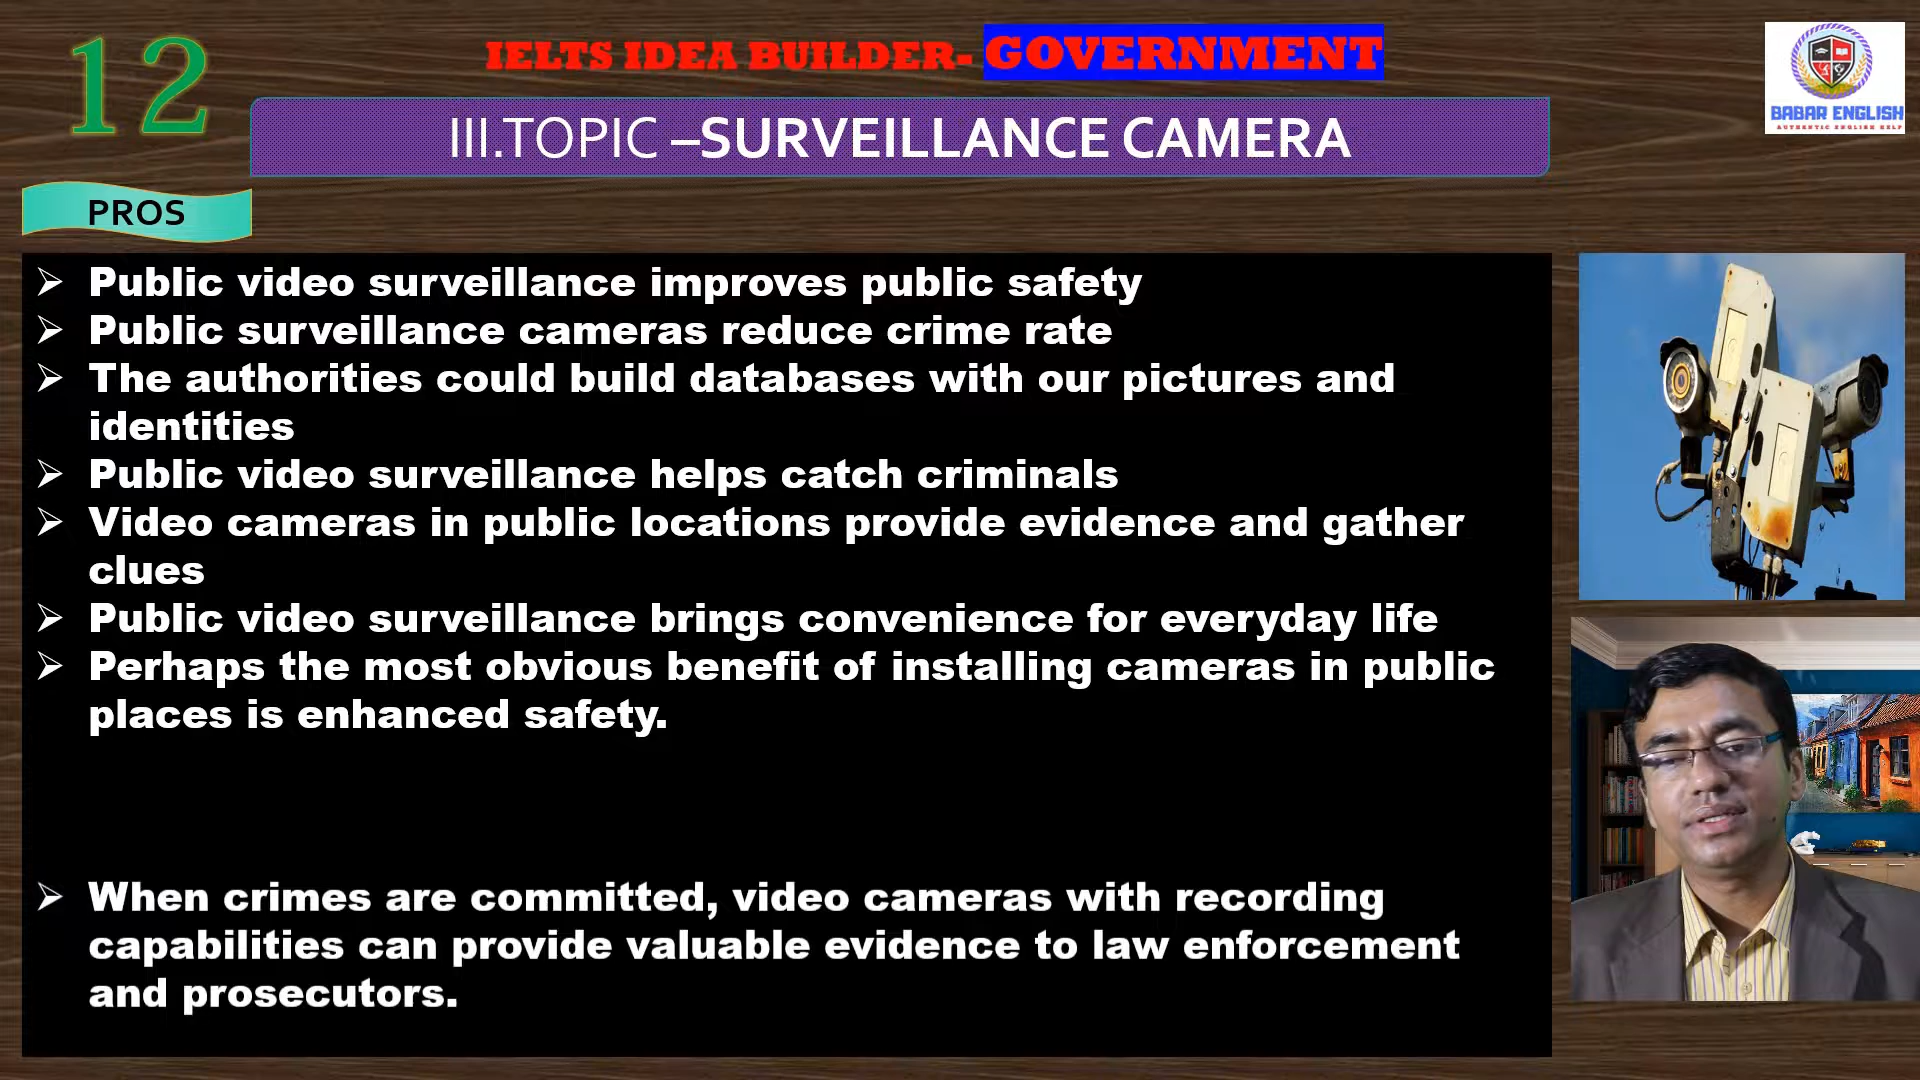 12
IELTS IDEA BUILDER- GOVERNMENT
III.TOPIC –SURVEILLANCE CAMERA
BABAR ENGLISH
AUTHENTIC ENGLISH HELP
PROS
Public video surveillance improves public safety
Public surveillance cameras reduce crime rate
The authorities could build databases with our pictures and
identities
Public video surveillance helps catch criminals
Video cameras in public locations provide evidence and gather
clues
Public video surveillance brings convenience for everyday life
Perhaps the most obvious benefit of installing cameras in public
places is enhanced safety.
When crimes are committed, video cameras with recording
capabilities can provide valuable evidence to law enforcement
and prosecutors.